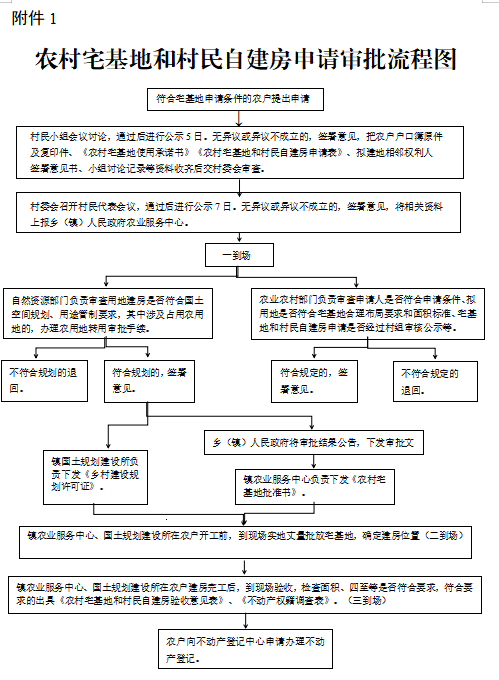 附件 1
农村宅基地和村民自建房申请审批流程图
符合宅基地申请条件的农户提出申请
村民小组会议讨论，通过后进行公示 5 日。无异议或异议不成立的，签署意见，把农户户口簿原件
及复印件、《农村宅基地使用承诺书》《农村宅基地和村民自建房申请表》、拟建地相邻权利人
签署意见书、小组讨论记录等资料收齐后交村委会审查。
村委会召开村民代表会议，通过后进行公示 7 日。无异议或异议不成立的，签署意见，将相关资料
上报乡（镇）人民政府农业服务中心。
一到场
自然资源部门负责审查用地建房是否符合国土
空间规划、用途管制要求，其中涉及占用农用
地的，办理农用地转用审批手续。
农业农村部门负责审查申请人是否符合申请条件、拟
用地是否符合宅基地合理布局要求和面积标准、宅基
地和村民自建房申请是否经过村组审核公示等。
不符合规划的退
回。
符合规划的，签署
意见。
符合规定的，签
署意见。
不符合规定的
退回。
乡（镇）人民政府将审批结果公告，下发审批文
镇国土规划建设所负
责下发《乡村建设规
划许可证》。
镇农业服务中心负责下发《农村宅
基地批准书》。
镇农业服务中心、国土规划建设所在农户开工前，到现场实地丈量批放宅基地，确定建房位置（二到场）
镇农业服务中心、国土规划建设所在农户建房完工后，到现场验收，检查面积、四至等是否符合要求，符合要
求的出具《农村宅基地和村民自建房验收意见表》、《不动产权籍调查表》。（三到场）
农户向不动产登记中心申请办理不动
产登记。